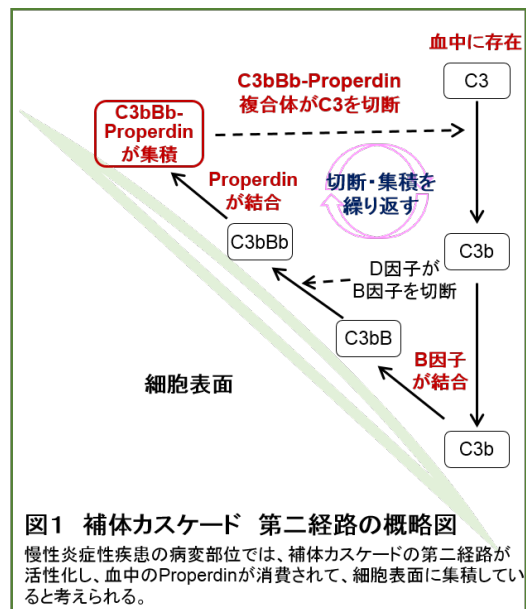 血中に存在
C3
C3bBb-Properdin
複合体がC3を切断
C3bBb-
Properdin
が集積
切断・集積を
繰り返す
Properdin
が結合
C3bBb
C3b
D因子が
B因子を切断
C3bB
B因子
が結合
細胞表面
C3b
図1 補体カスケード 第二経路の概略図
慢性炎症性疾患の病変部位では、補体カスケードの第二経路が
活性化し、血中のProperdinが消費されて、細胞表面に集積してい
ると考えられる。